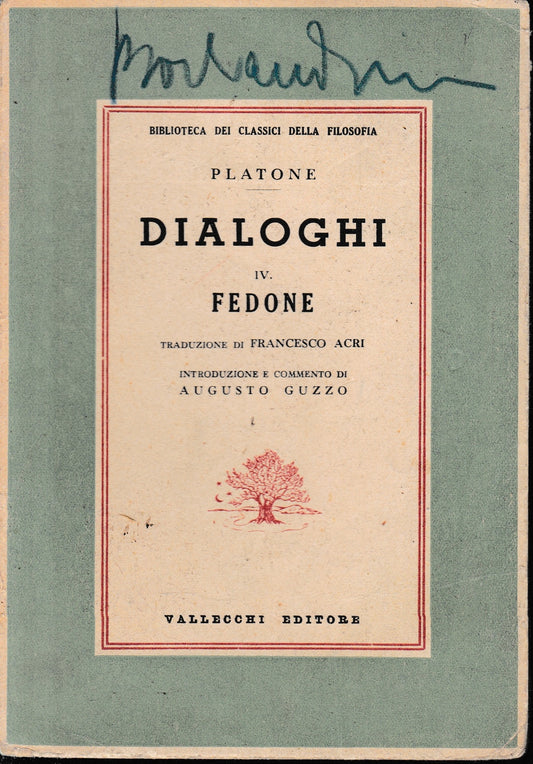 BIBLIOTECA DEI CLASSICI DELLA FILOSOFIA
PLATONE
DIALOGHI
IV.
FEDONE
TRADUZIONE DI FRANCESCO ACRI
INTRODUZIONE E COMMENTO DI
AUGUSTO GUZZO
VALLECCHI EDITORE